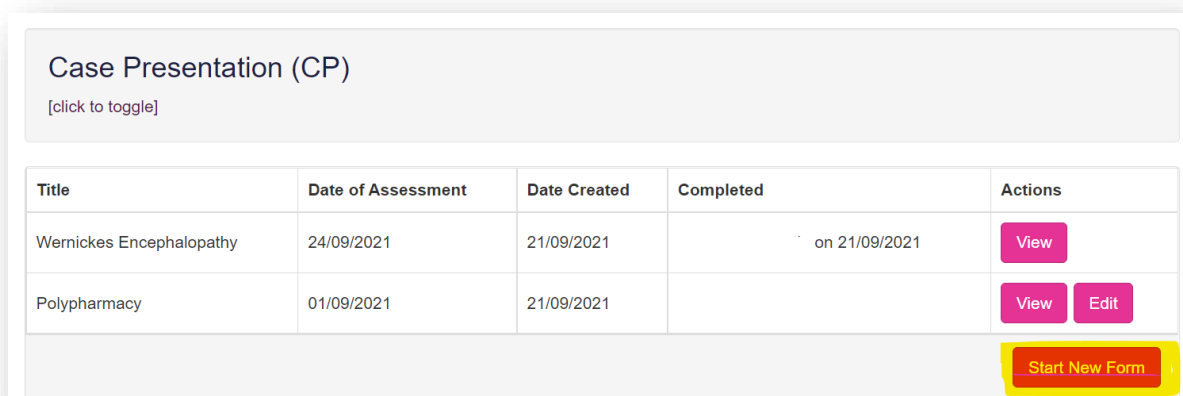 Case Presentation (CP)
[click to toggle]
Title Date of Assessment Date Created Completed Actions
Wernickes Encephalopathy 24/09/2021 21/09/2021 on 21/09/2021 View
Polypharmacy 01/09/2021 21/09/2021 View Edit
Start New Form